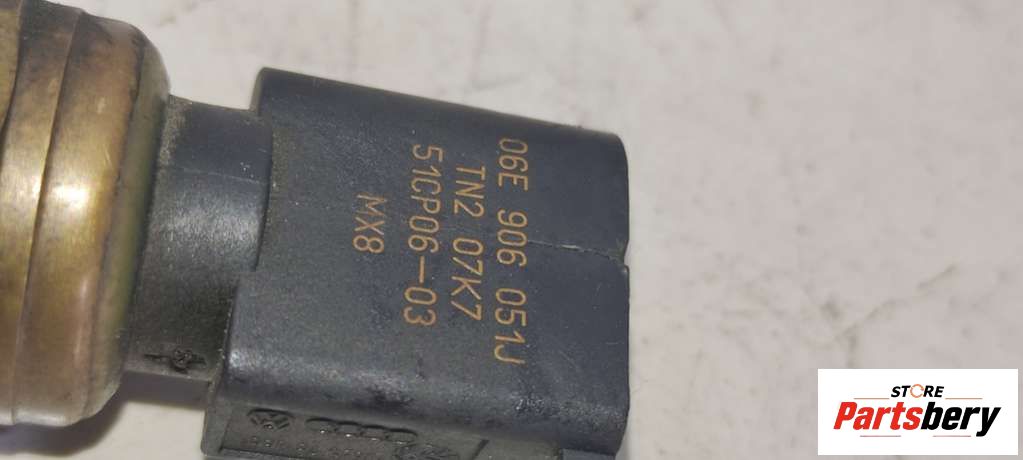 06E 906 051J
TN2 07K7
51CP06-03
MX8
STORE
Partsbery